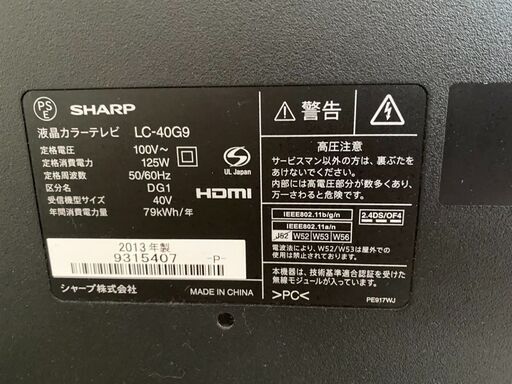 PS
E
SHARP
液晶カラーテレビ LC-40G9
定格電圧 100V~
定格消費電力 125W
定格周波数 50/60Hz
区分名 DG1
受信機型サイズ 40V
年間消費電力量 79kWh/年
UL Japan
HDMI
2013年製
9315407 -P-
シャープ株式会社 MADE IN CHINA
警告
高圧注意
サービスマン以外の方は、裏ぶたを
あけないでください。
内部には高電圧部分が数多くあり、
万一さわると危険です。
IEEE802.11b/g/n
2.4DS/OF4
IEEE802.11a/n
J52 W52 W53 W56
電波法により、W52/W53は屋外での
使用は禁止されています。
本機は、技術基準適合認証を受けた
無線モジュールが入っています。
>PC<
PE917WJ